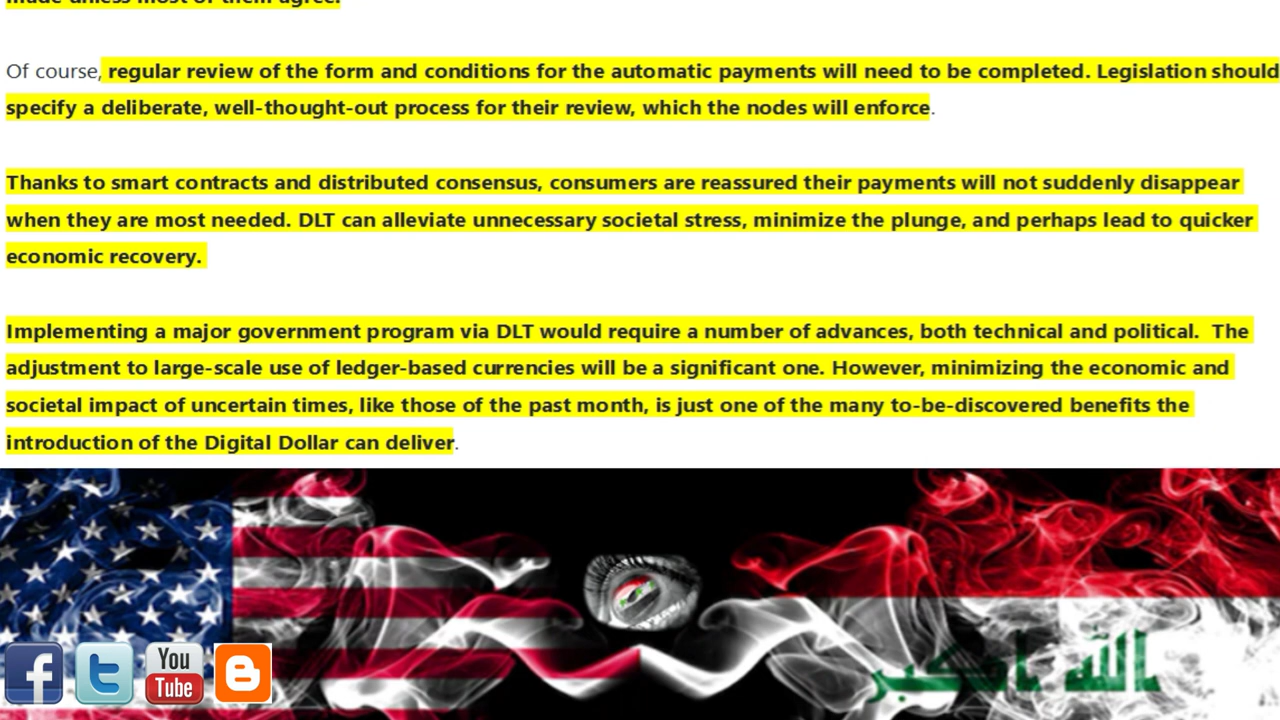 made unless most of them agree.
Of course, regular review of the form and conditions for the automatic payments will need to be completed. Legislation should
specify a deliberate, well-thought-out process for their review, which the nodes will enforce.
Thanks to smart contracts and distributed consensus, consumers are reassured their payments will not suddenly disappear
when they are most needed. DLT can alleviate unnecessary societal stress, minimize the plunge, and perhaps lead to quicker
economic recovery.
Implementing a major government program via DLT would require a number of advances, both technical and political. The
adjustment to large-scale use of ledger-based currencies will be a significant one. However, minimizing the economic and
societal impact of uncertain times, like those of the past month, is just one of the many to-be-discovered benefits the
introduction of the Digital Dollar can deliver.
الله اكبر
You
Tube